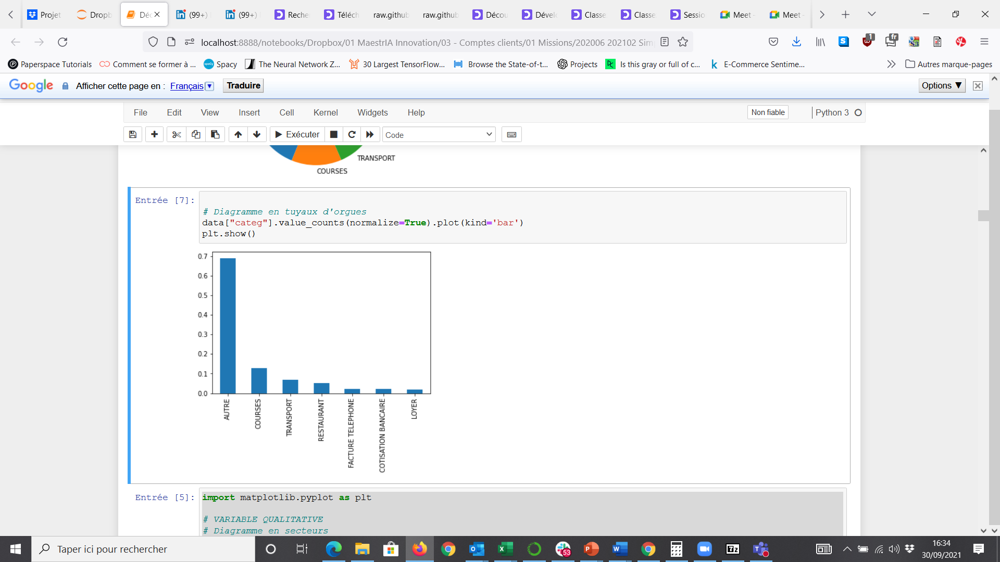 Projet
Dropb
Déc
(99+)
(99+)
Reche
Téléch
raw.github
raw.github
Décou
Dévelo
Classe
Classe
Sessio
Meet -
Meet -
localhost:8888/notebooks/Dropbox/01 MaestrIA Innovation/03 - Comptes clients/01 Missions/202006 202102 Sim
1
fr
Paperspace Tutorials
Comment se former à ...
Spacy
The Neural Network Z...
30 Largest TensorFlow...
Browse the State-of-t...
Projects
Is this gray or full of c...
E-Commerce Sentime...
Autres marque-pages
Google
Afficher cette page en :
Français
Traduire
Options ▼
File
Edit
View
Insert
Cell
Kernel
Widgets
Help
Non fiable
Python 3
Exécuter
Code
TRANSPORT
COURSES
Entrée [7]:
# Diagramme en tuyaux d'orgues
data["categ"].value_counts(normalize=True).plot(kind='bar')
plt.show()
0.7
0.6
0.5
0.4
0.3
0.2
0.1
0.0
AUTRE
COURSES
TRANSPORT
RESTAURANT
FACTURE TELEPHONE
COTISATION BANCAIRE
LOYER
Entrée [5]:
import matplotlib.pyplot as plt
# VARIABLE QUALITATIVE
# Diagramme en secteurs
Taper ici pour rechercher
53
7z
16:34
30/09/2021